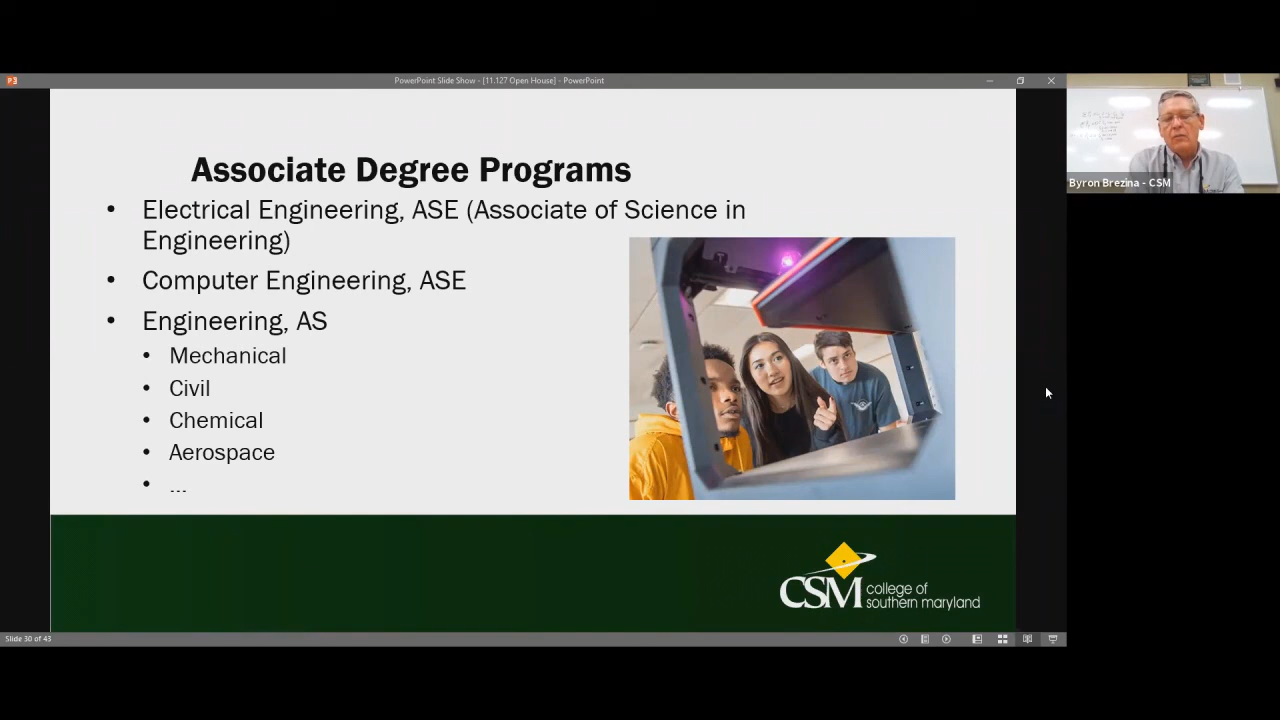 PowerPoint Slide Show - [11.127 Open House] - PowerPoint
Associate Degree Programs
• Electrical Engineering, ASE (Associate of Science in
Engineering)
• Computer Engineering, ASE
• Engineering, AS
• Mechanical
• Civil
• Chemical
• Aerospace
• ...
CSM college of
southern maryland
Slide 30 of 43
Byron Brezina - CSM